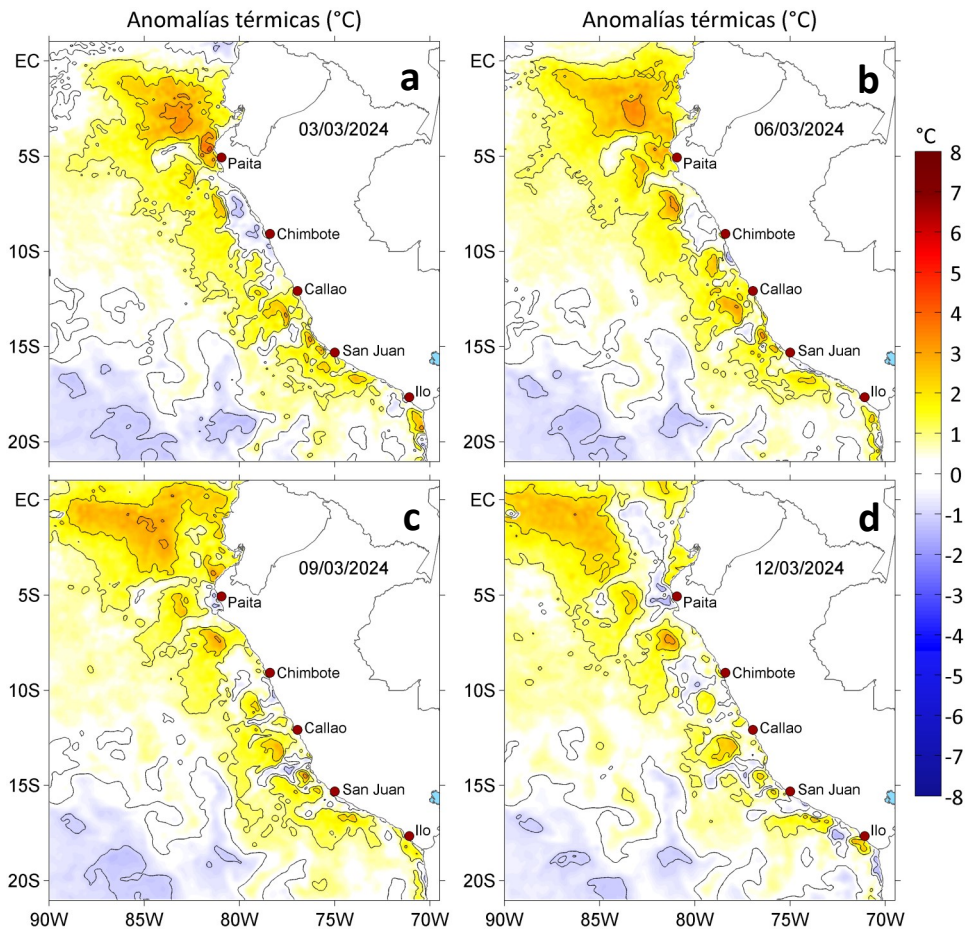 Anomalías térmicas (°C)
Anomalías térmicas (°C)
EC
5S
10S
15S
20S
a
03/03/2024
Paita
Chimbote
Callao
San Juan
Ilo
EC
5S
10S
15S
20S
b
06/03/2024
Paita
Chimbote
Callao
San Juan
Ilo
°C
8
7
6
5
4
3
2
1
0
-1
-2
-3
-4
-5
-6
-7
-8
EC
5S
10S
15S
20S
c
09/03/2024
Paita
Chimbote
Callao
San Juan
Ilo
90W 85W 80W 75W 70W
EC
5S
10S
15S
20S
d
12/03/2024
Paita
Chimbote
Callao
San Juan
Ilo
90W 85W 80W 75W 70W